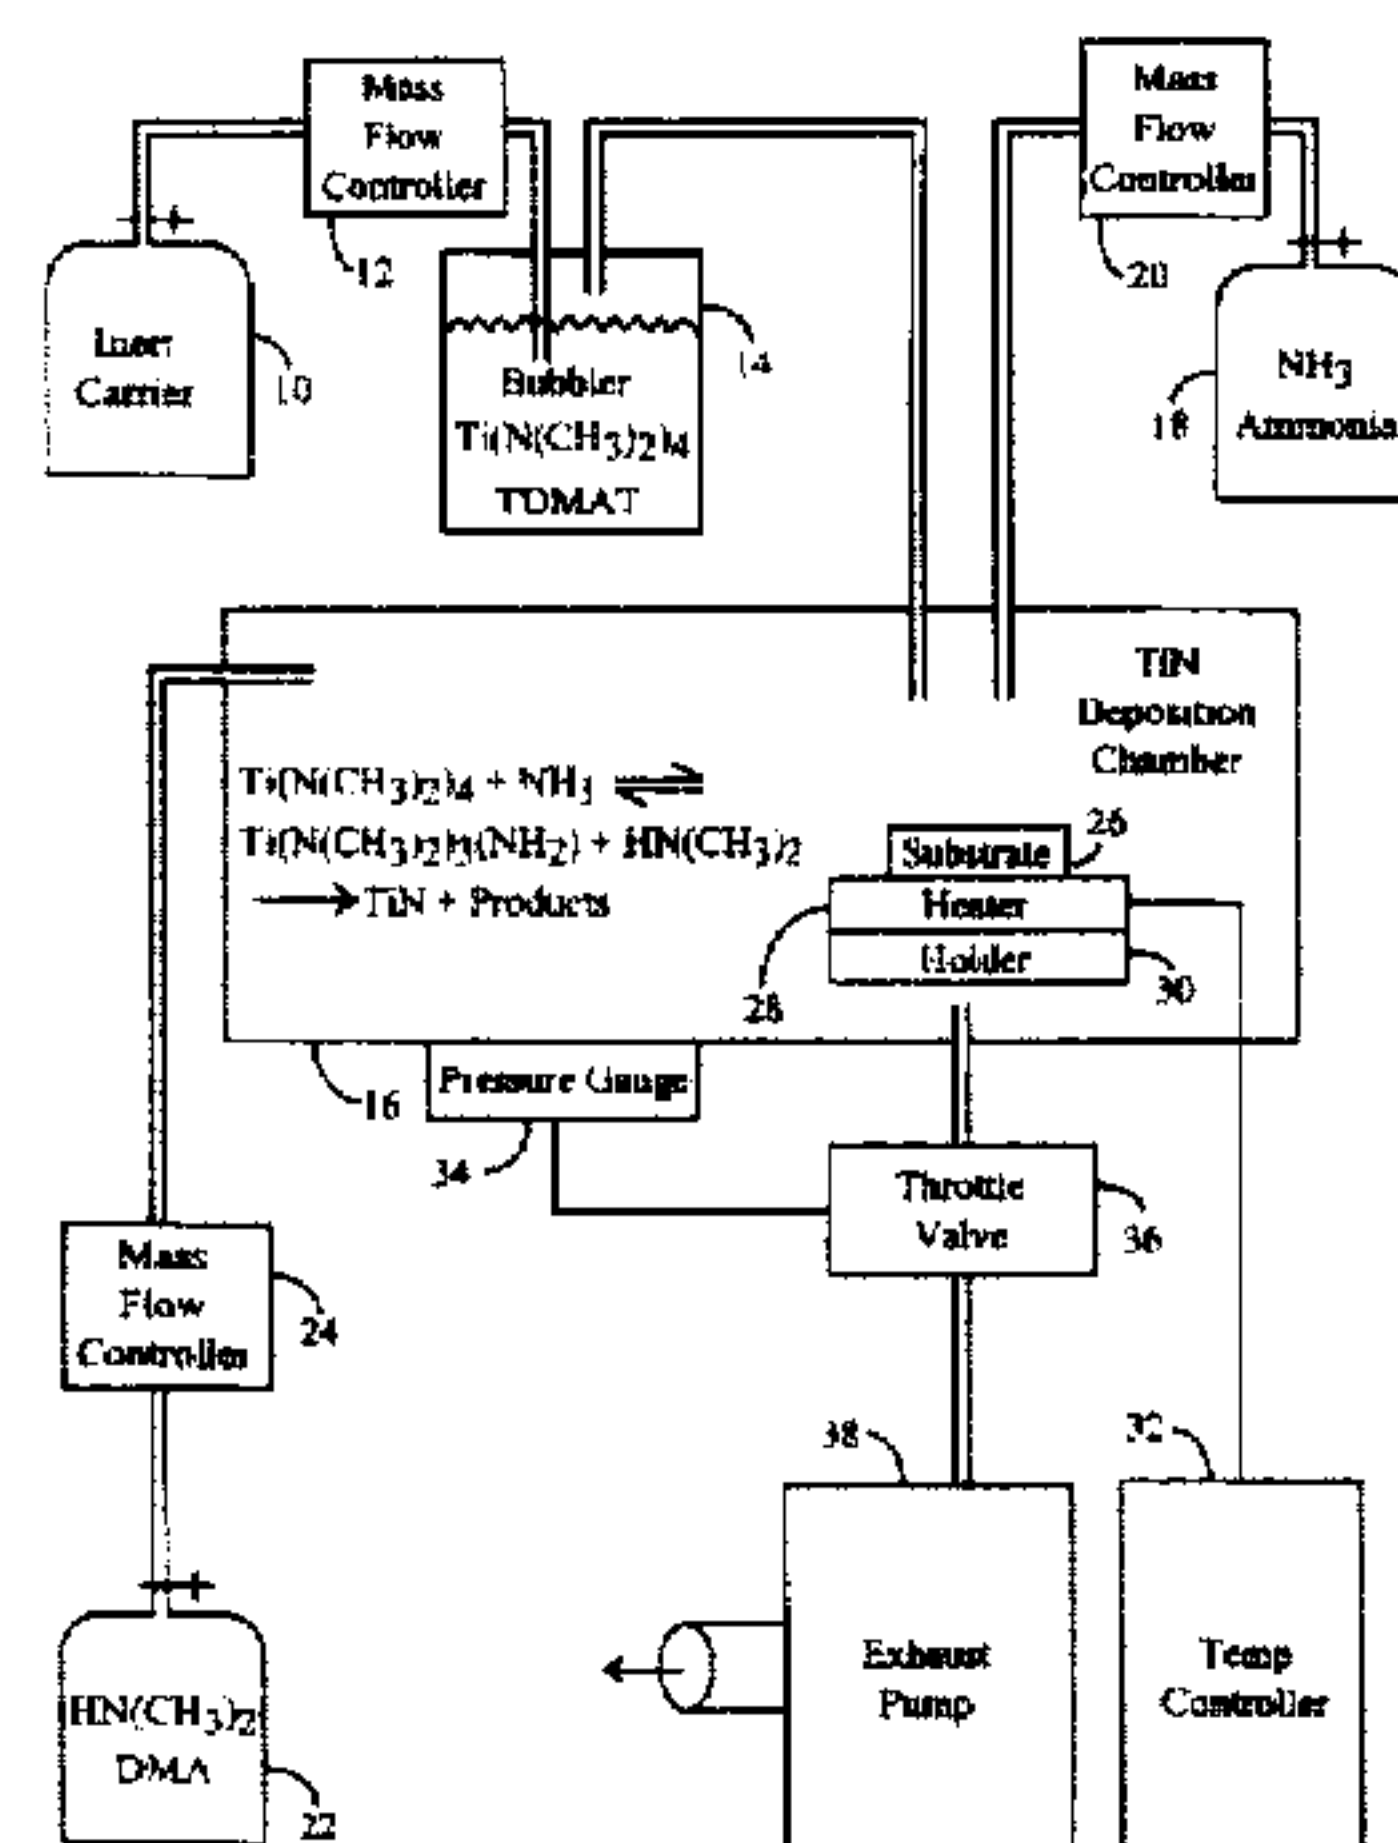 Mass
Flow
Controller
12
Inert
Carrier
10
Bubbler
Ti(N(CH3)2)4
TDMAT
14
Mass
Flow
Controller
20
NH3
Ammonia
18
TiN
Deposition
Chamber
Ti(N(CH3)2)4 + NH3 ⇌
Ti(N(CH3)2)3(NH2) + HN(CH3)2
→ TiN + Products
26
Substrate
Heater
Holder
28
30
16
Pressure Gauge
34
Throttle
Valve
36
Mass
Flow
Controller
24
38
32
Exhaust
Pump
Temp
Controller
HN(CH3)2
DMA
22